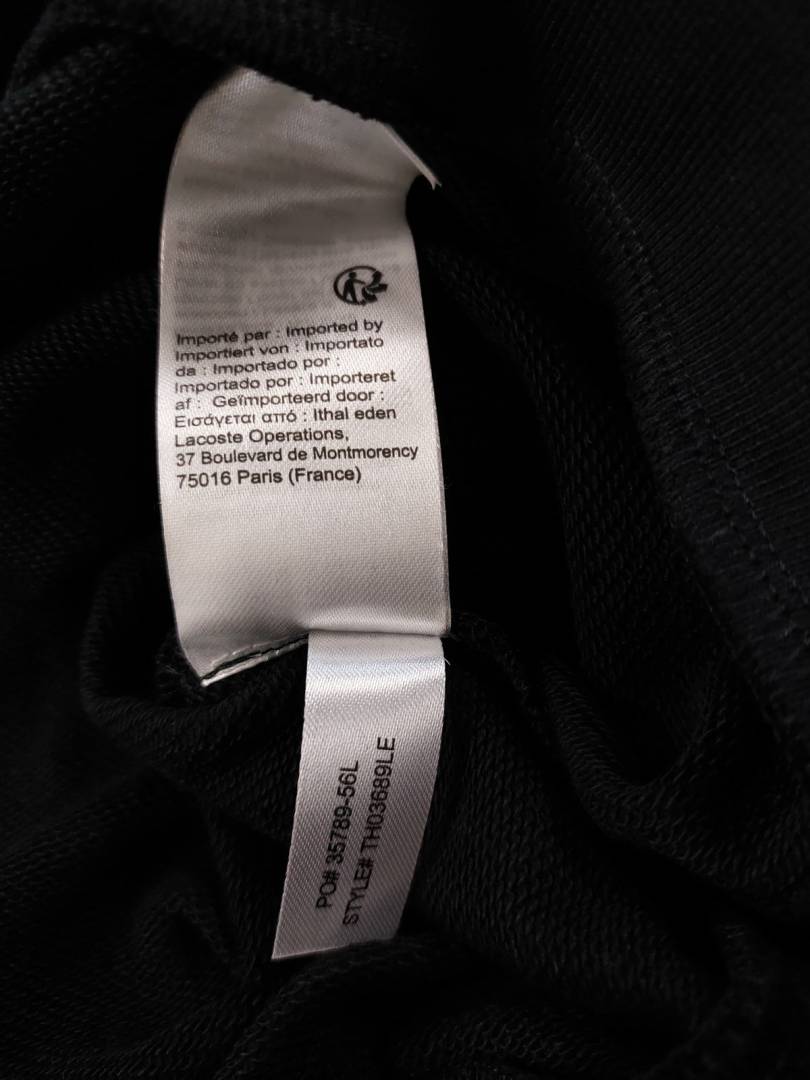 Importé par : Imported by
Importiert von : Importato
da : Importado por :
Importado por : Importeret
af : Geïmporteerd door :
Εισάγεται από : Ithal eden
Lacoste Operations,
37 Boulevard de Montmorency
75016 Paris (France)
PO# 35789-56L
STYLE# TH03689LE